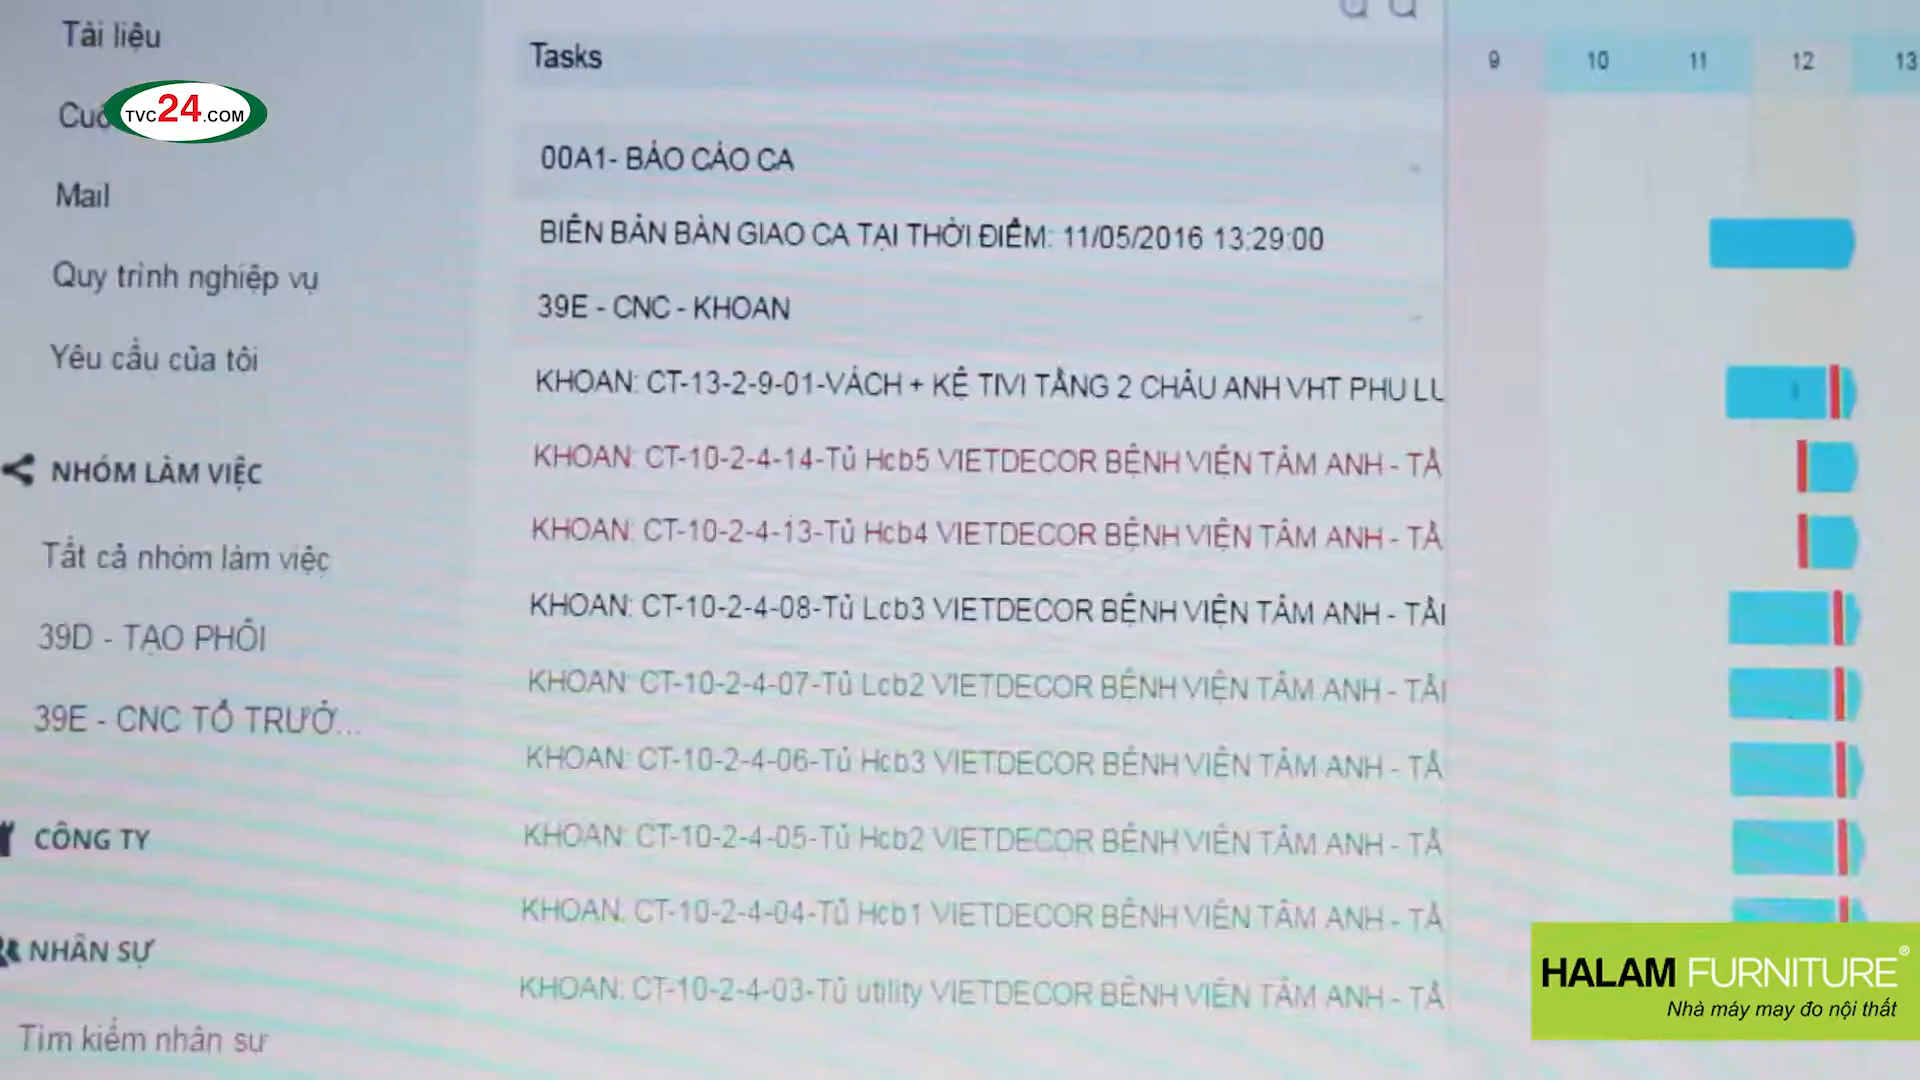 Tài liệu
TVC24.COM
Mail
Quy trình nghiệp vụ
Yêu cầu của tôi
NHÓM LÀM VIỆC
Tất cả nhóm làm việc
39D - TẠO PHÔI
39E - CNC TỔ TRƯỞ...
CÔNG TY
NHÂN SỰ
Tìm kiếm nhân sự
Tasks
9 10 11 12 13
00A1- BÁO CÁO CA
BIÊN BẢN BÀN GIAO CA TẠI THỜI ĐIỂM: 11/05/2016 13:29:00
39E - CNC - KHOAN
KHOAN: CT-13-2-9-01-VÁCH + KỆ TIVI TẦNG 2 CHÂU ANH VHT PHU LU
KHOAN: CT-10-2-4-14-Tủ Hcb5 VIETDECOR BỆNH VIỆN TÂM ANH - TẦ
KHOAN: CT-10-2-4-13-Tủ Hcb4 VIETDECOR BỆNH VIỆN TÂM ANH - TẦ
KHOAN: CT-10-2-4-08-Tủ Lcb3 VIETDECOR BỆNH VIỆN TÂM ANH - TẦI
KHOAN: CT-10-2-4-07-Tủ Lcb2 VIETDECOR BỆNH VIỆN TÂM ANH - TẦI
KHOAN: CT-10-2-4-06-Tủ Hcb3 VIETDECOR BỆNH VIỆN TÂM ANH - TẦ
KHOAN: CT-10-2-4-05-Tủ Hcb2 VIETDECOR BỆNH VIỆN TÂM ANH - TẦ
KHOAN: CT-10-2-4-04-Tủ Hcb1 VIETDECOR BỆNH VIỆN TÂM ANH - TẦ
KHOAN: CT-10-2-4-03-Tủ utility VIETDECOR BỆNH VIỆN TÂM ANH - TẦ
HALAM FURNITURE®
Nhà máy may đo nội thất